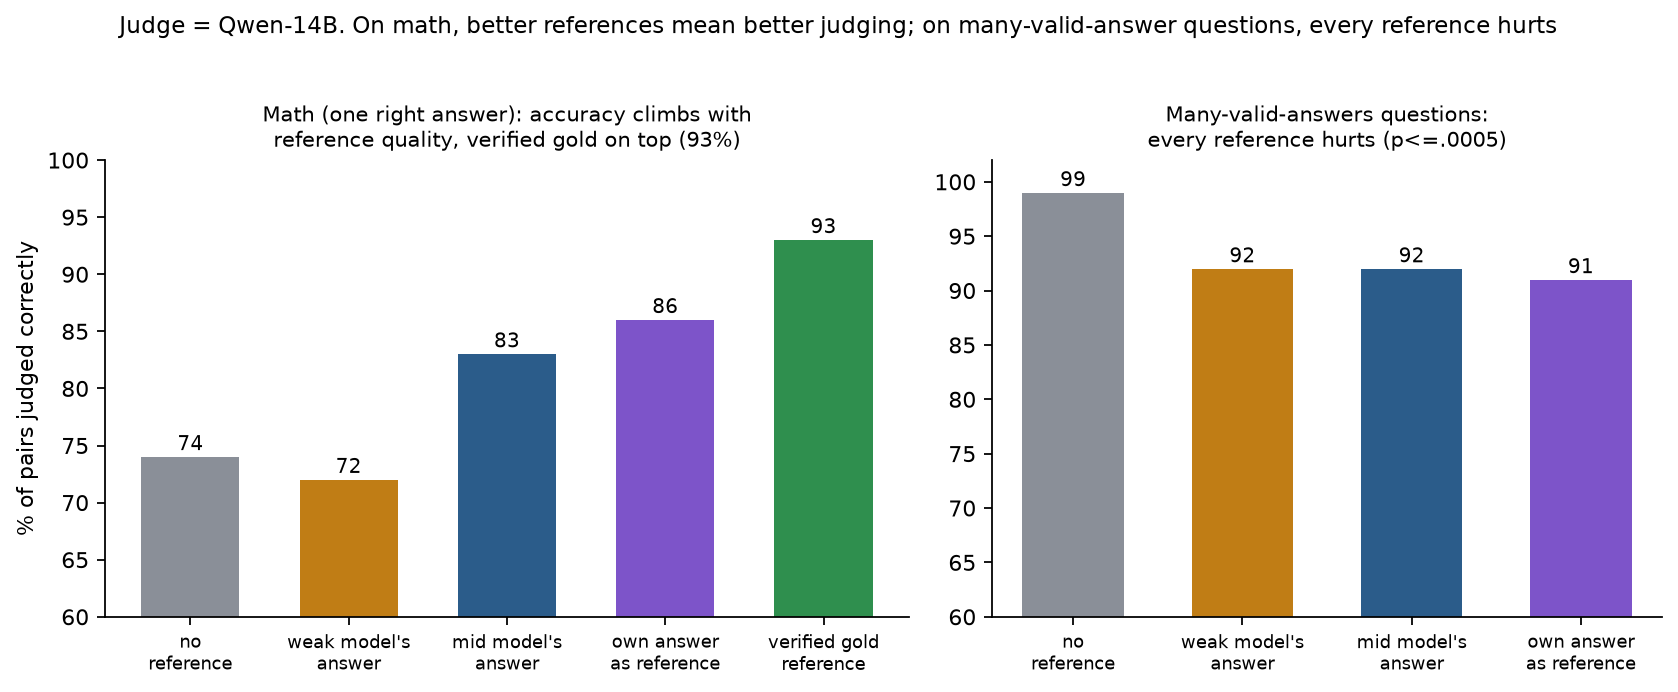 Judge = Qwen-14B. On math, better references mean better judging; on many-valid-answer questions, every reference hurts
Math (one right answer): accuracy climbs with
reference quality, verified gold on top (93%)
% of pairs judged correctly
100
95
90
85
80
75
70
65
60
74
72
83
86
93
no
reference
weak model's
answer
mid model's
answer
own answer
as reference
verified gold
reference
Many-valid-answers questions:
every reference hurts (p<=.0005)
100
95
90
85
80
75
70
65
60
99
92
92
91
no
reference
weak model's
answer
mid model's
answer
own answer
as reference